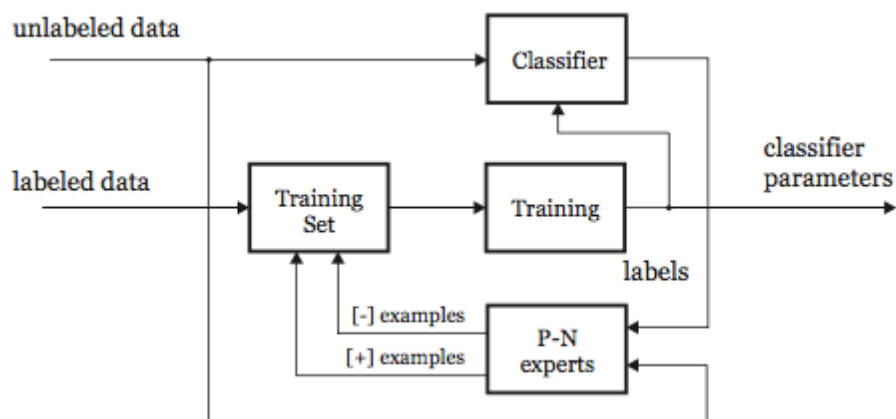 unlabeled data
Classifier
labeled data
Training
Set
Training
classifier
parameters
labels
[-] examples
[+] examples
P-N
experts